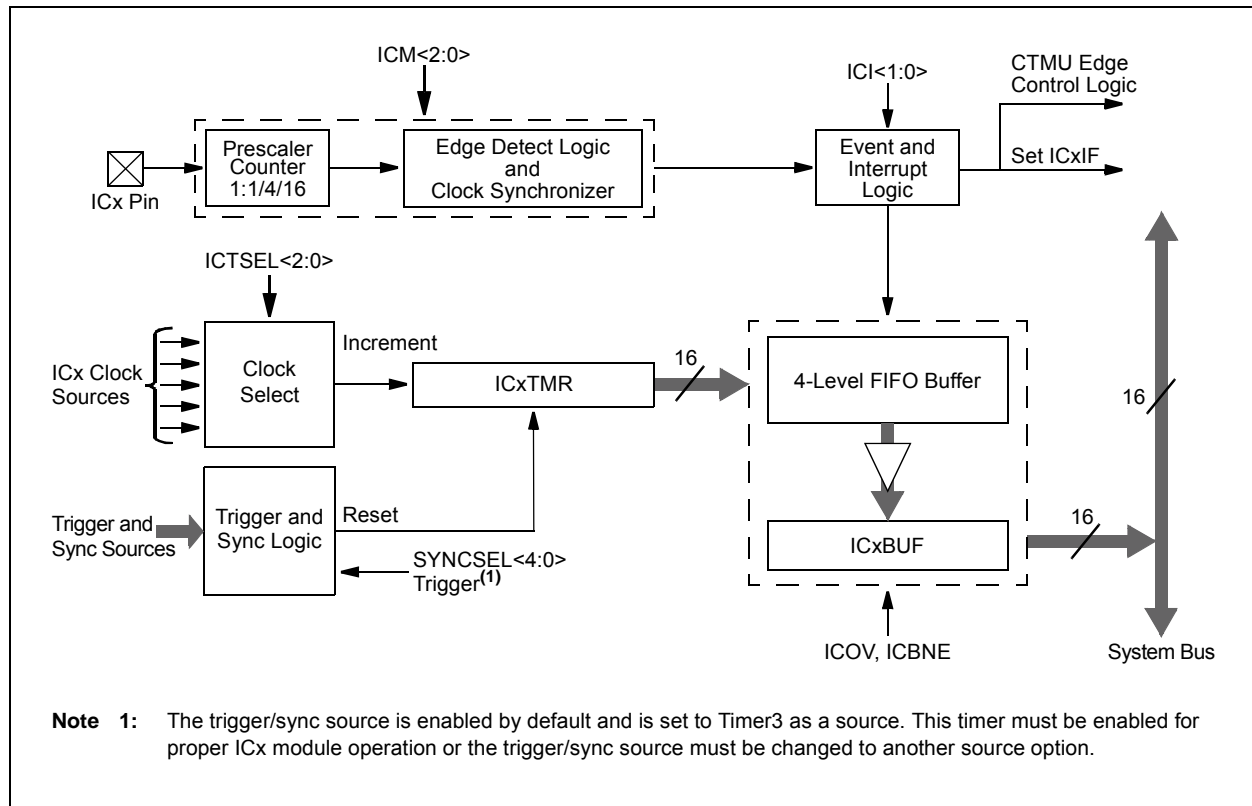 ICM<2:0>
ICI<1:0>
CTMU Edge
Control Logic
Prescaler
Counter
1:1/4/16
Edge Detect Logic
and
Clock Synchronizer
Event and
Interrupt
Logic
Set ICxIF
ICx Pin
ICTSEL<2:0>
ICx Clock
Sources
Clock
Select
Increment
ICxTMR
16
4-Level FIFO Buffer
16
Trigger and
Sync Sources
Trigger and
Sync Logic
Reset
SYNCSEL<4:0>
Trigger(1)
ICxBUF
16
ICOV, ICBNE
System Bus
Note 1: The trigger/sync source is enabled by default and is set to Timer3 as a source. This timer must be enabled for
proper ICx module operation or the trigger/sync source must be changed to another source option.